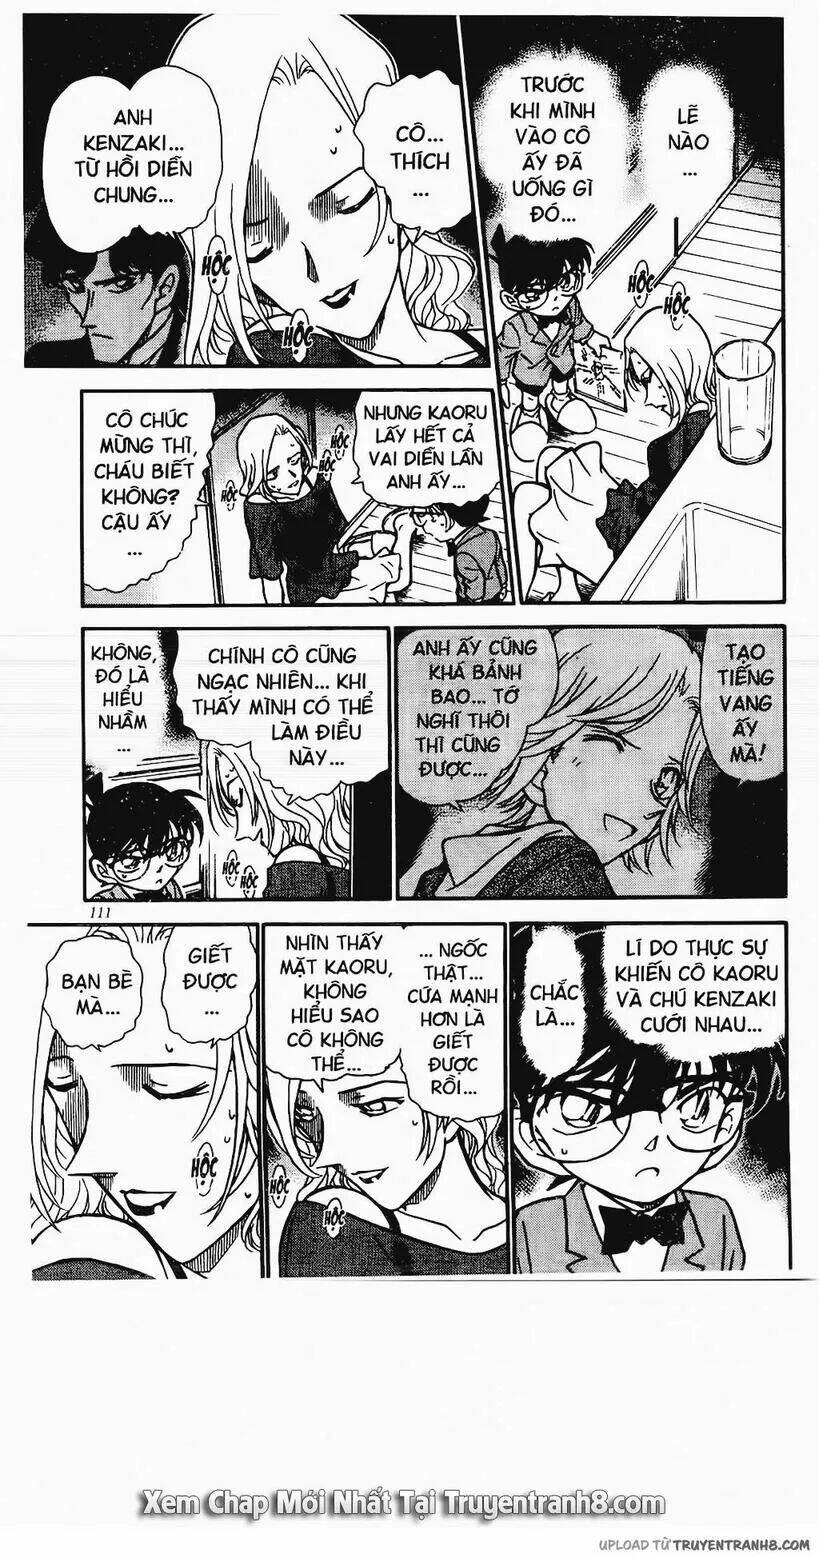 LẼ
NÀO
...
TRƯỚC
KHI MÌNH
VÀO CÔ
ẤY ĐÃ
UỐNG GÌ
ĐÓ...
HỘC
HỘC
CÔ...
THÍCH
...
ANH
KENZAKI...
TỪ HỒI DIỄN
CHUNG...
HỘC
HỘC
NHƯNG KAORU
LẤY HẾT CẢ
VAI DIỄN LẪN
ANH ẤY...
HỘC
HỘC
HỘC
CÔ CHÚC
MỪNG THÌ,
CHÁU BIẾT
KHÔNG?
CẬU ẤY
...
TẠO
TIẾNG
VANG
ẤY
MÀ!
ANH ẤY CŨNG
KHÁ BẢNH
BAO... TỚ
NGHĨ THÔI
THÌ CŨNG
ĐƯỢC...
CHÍNH CÔ CŨNG
NGẠC NHIÊN... KHI
THẤY MÌNH CÓ THỂ
LÀM ĐIỀU
NÀY...
HỘC
HỘC
KHÔNG,
ĐÓ LÀ
HIỂU
NHẦM
...
111
LÍ DO THỰC SỰ
KHIẾN CÔ KAORU
VÀ CHÚ KENZAKI
CƯỚI NHAU...
CHẮC
LÀ...
... NGỐC
THẬT...
CỨA MẠNH
HƠN LÀ
GIẾT
ĐƯỢC
RỒI...
NHÌN THẤY
MẶT KAORU,
KHÔNG
HIỂU SAO
CÔ KHÔNG
THỂ...
HỘC
HỘC
GIẾT
ĐƯỢC
...
BẠN BÈ
MÀ...
HỘC
Xem Chap Mới Nhất Tại Truyentranh8.com
UPLOAD TỪ TRUYENTRANH8.COM